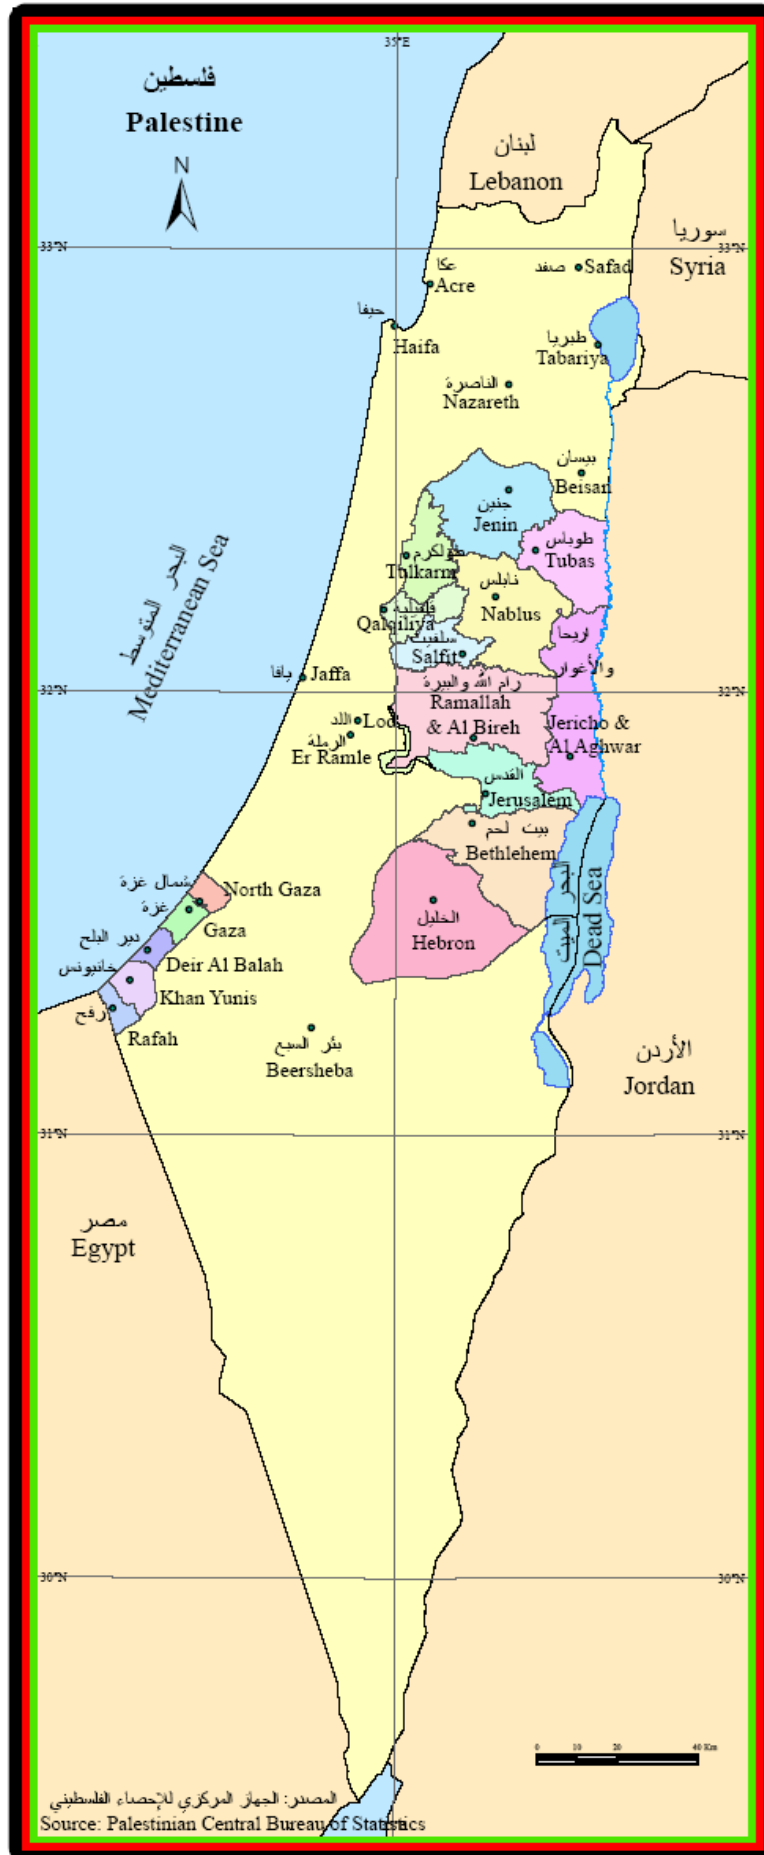 35°E
فلسطين
Palestine
N
لبنان
Lebanon
سوريا
Syria
33°N
33°N
عكا
Acre
صفد
Safad
حيفا
Haifa
طبريا
Tabariya
الناصرة
Nazareth
بيسان
Beisan
جنين
Jenin
طوباس
Tubas
طولكرم
Tulkarm
نابلس
Nablus
قلقيلية
Qalqiliya
سلفيت
Salfit
اريحا
والأغوار
Jericho &
Al Aghwar
البحر المتوسط
Mediterranean Sea
يافا
Jaffa
32°N
32°N
رام الله والبيرة
Ramallah
& Al Bireh
اللد
Lod
الرملة
Er Ramle
القدس
Jerusalem
بيت لحم
Bethlehem
البحر الميت
Dead Sea
شمال غزة
North Gaza
غزة
Gaza
الخليل
Hebron
دير البلح
Deir Al Balah
خانيونس
Khan Yunis
رفح
Rafah
بئر السبع
Beersheba
الأردن
Jordan
31°N
31°N
مصر
Egypt
30°N
30°N
0 10 20 40 Km
المصدر: الجهاز المركزي للإحصاء الفلسطيني
Source: Palestinian Central Bureau of Statistics